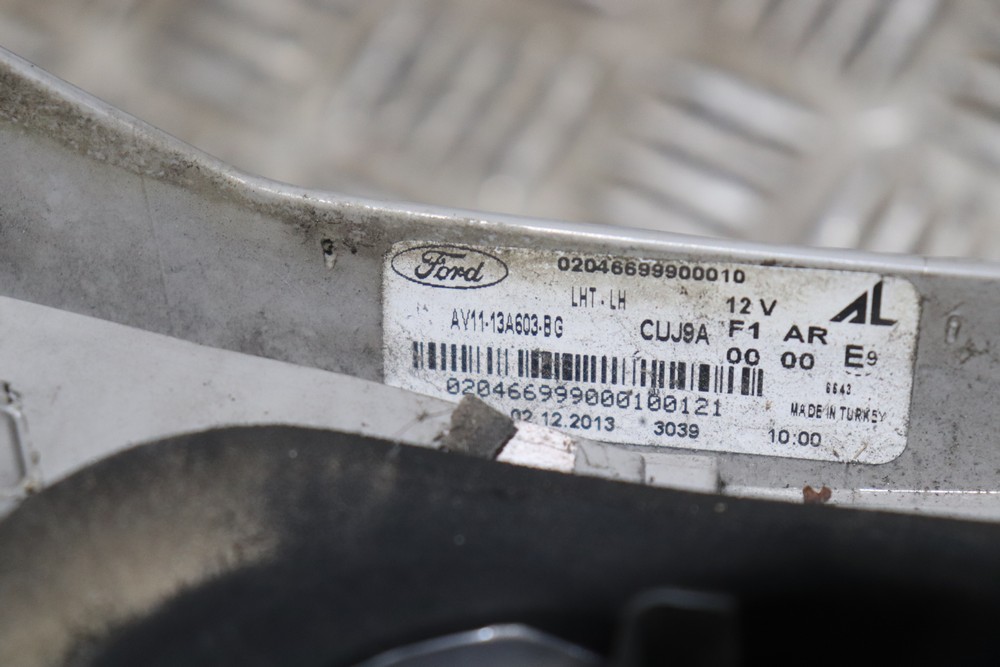 Ford
02046699900010
LHT - LH
12 V
AL
AV11-13A603-BG
CUJ9A
F1
AR
00
00
E9
6643
020466999000100121
MADE IN TURKEY
02.12.2013
3039
10:00